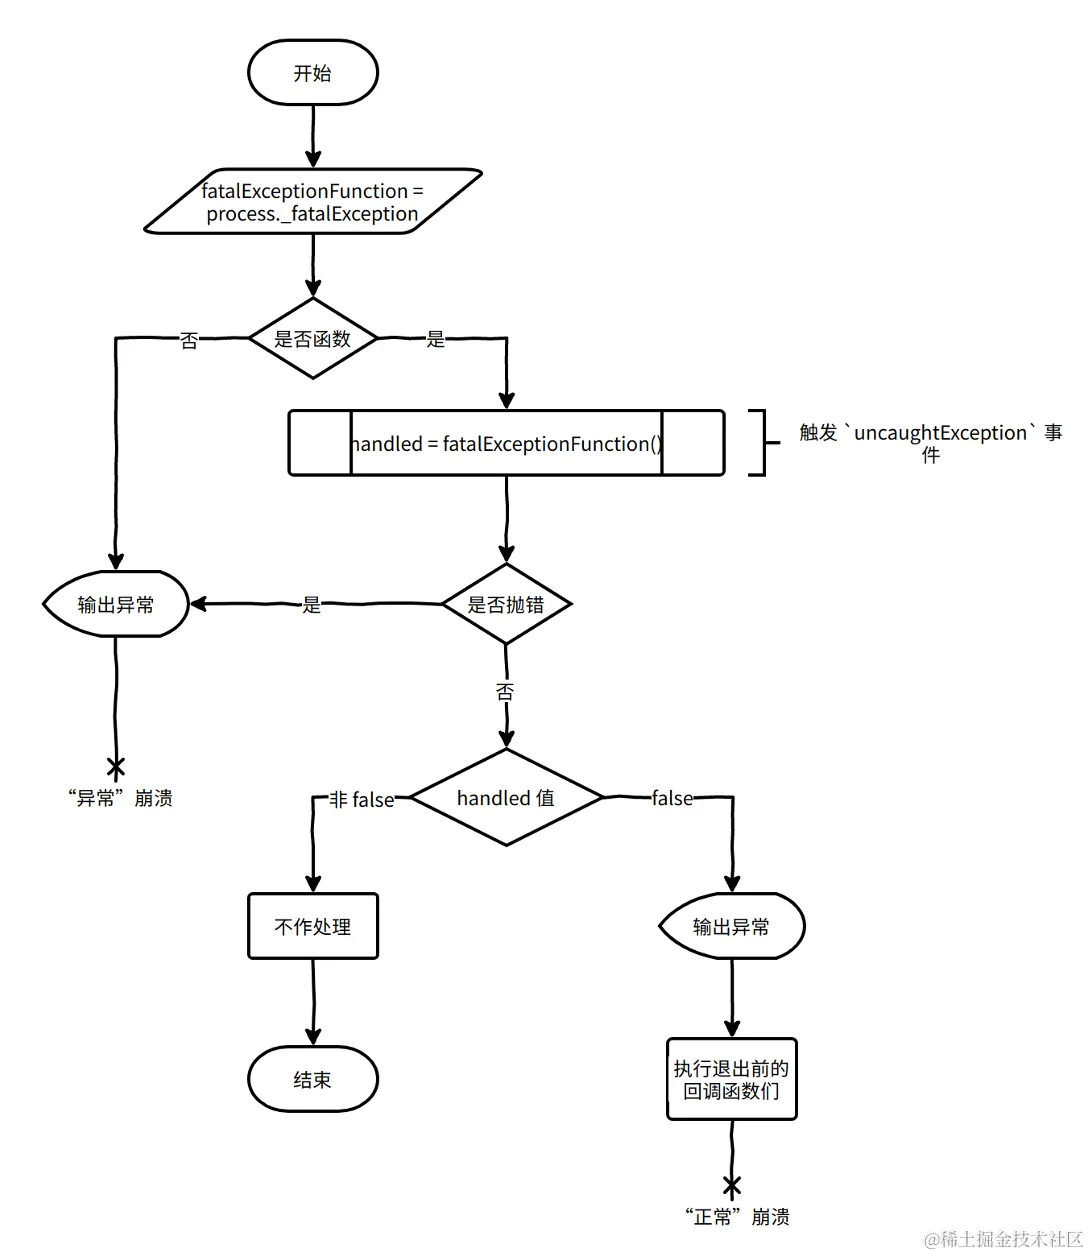 开始
fatalExceptionFunction =
process._fatalException
是否函数
否
是
handled = fatalExceptionFunction()
触发 `uncaughtException` 事
件
输出异常
是
是否抛错
否
“异常”崩溃
非 false
handled 值
false
不作处理
输出异常
结束
执行退出前的
回调函数们
“正常”崩溃
@稀土掘金技术社区